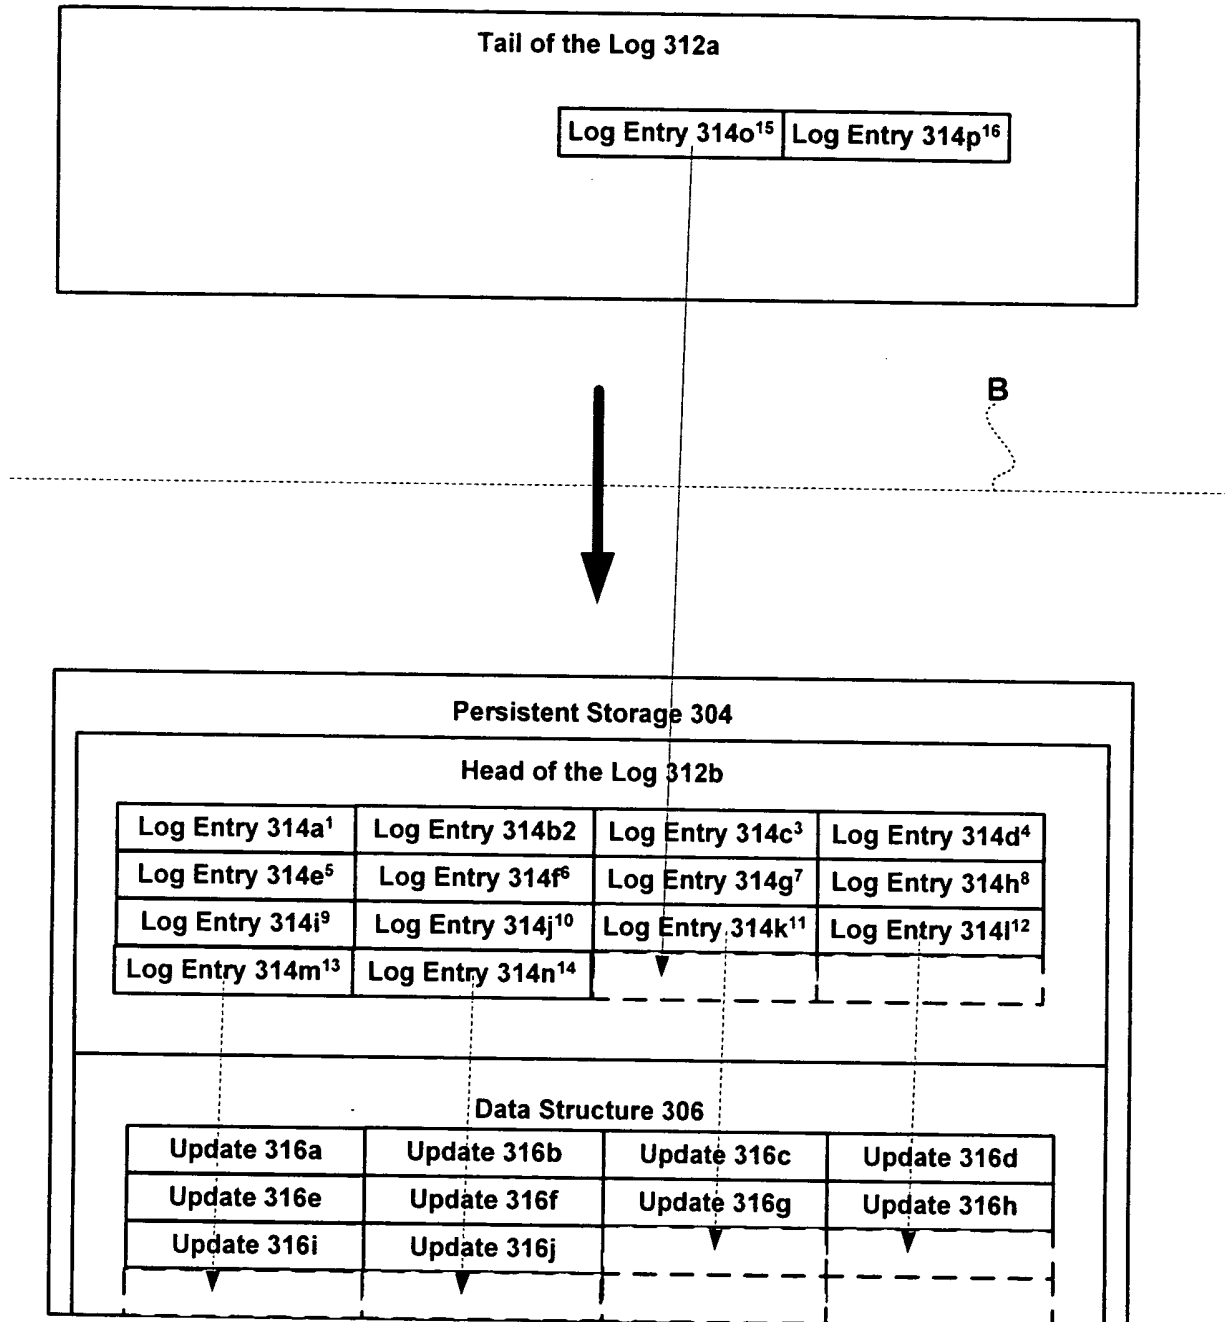 Tail of the Log 312a
Log Entry 314o¹⁵ Log Entry 314p¹⁶
B
Persistent Storage 304
Head of the Log 312b
Log Entry 314a¹ Log Entry 314b2 Log Entry 314c³ Log Entry 314d⁴
Log Entry 314e⁵ Log Entry 314f⁶ Log Entry 314g⁷ Log Entry 314h⁸
Log Entry 314i⁹ Log Entry 314j¹⁰ Log Entry 314k¹¹ Log Entry 314l¹²
Log Entry 314m¹³ Log Entry 314n¹⁴
Data Structure 306
Update 316a Update 316b Update 316c Update 316d
Update 316e Update 316f Update 316g Update 316h
Update 316i Update 316j